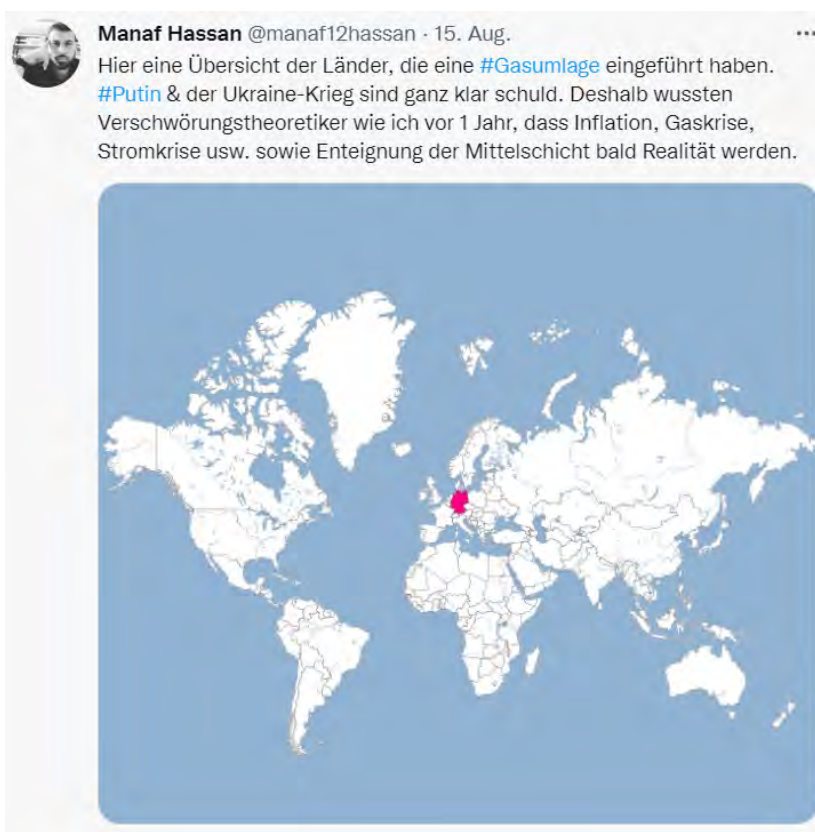 Manaf Hassan @manaf12hassan · 15. Aug.
Hier eine Übersicht der Länder, die eine #Gasumlage eingeführt haben.
#Putin & der Ukraine-Krieg sind ganz klar schuld. Deshalb wussten
Verschwörungstheoretiker wie ich vor 1 Jahr, dass Inflation, Gaskrise,
Stromkrise usw. sowie Enteignung der Mittelschicht bald Realität werden.